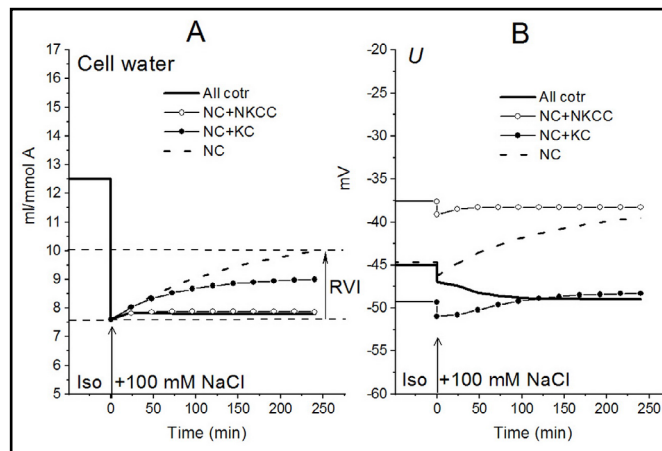 A
17
16
15
14
13
12
11
10
9
8
7
6
5
ml/mmol A
Cell water
All cotr
NC+NKCC
NC+KC
NC
RVI
Iso
+100 mM NaCl
0 50 100 150 200 250
Time (min)
B
-20
-25
-30
-35
-40
-45
-50
-55
-60
mV
U
All cotr
NC+NKCC
NC+KC
NC
Iso
+100 mM NaCl
0 50 100 150 200 250
Time (min)